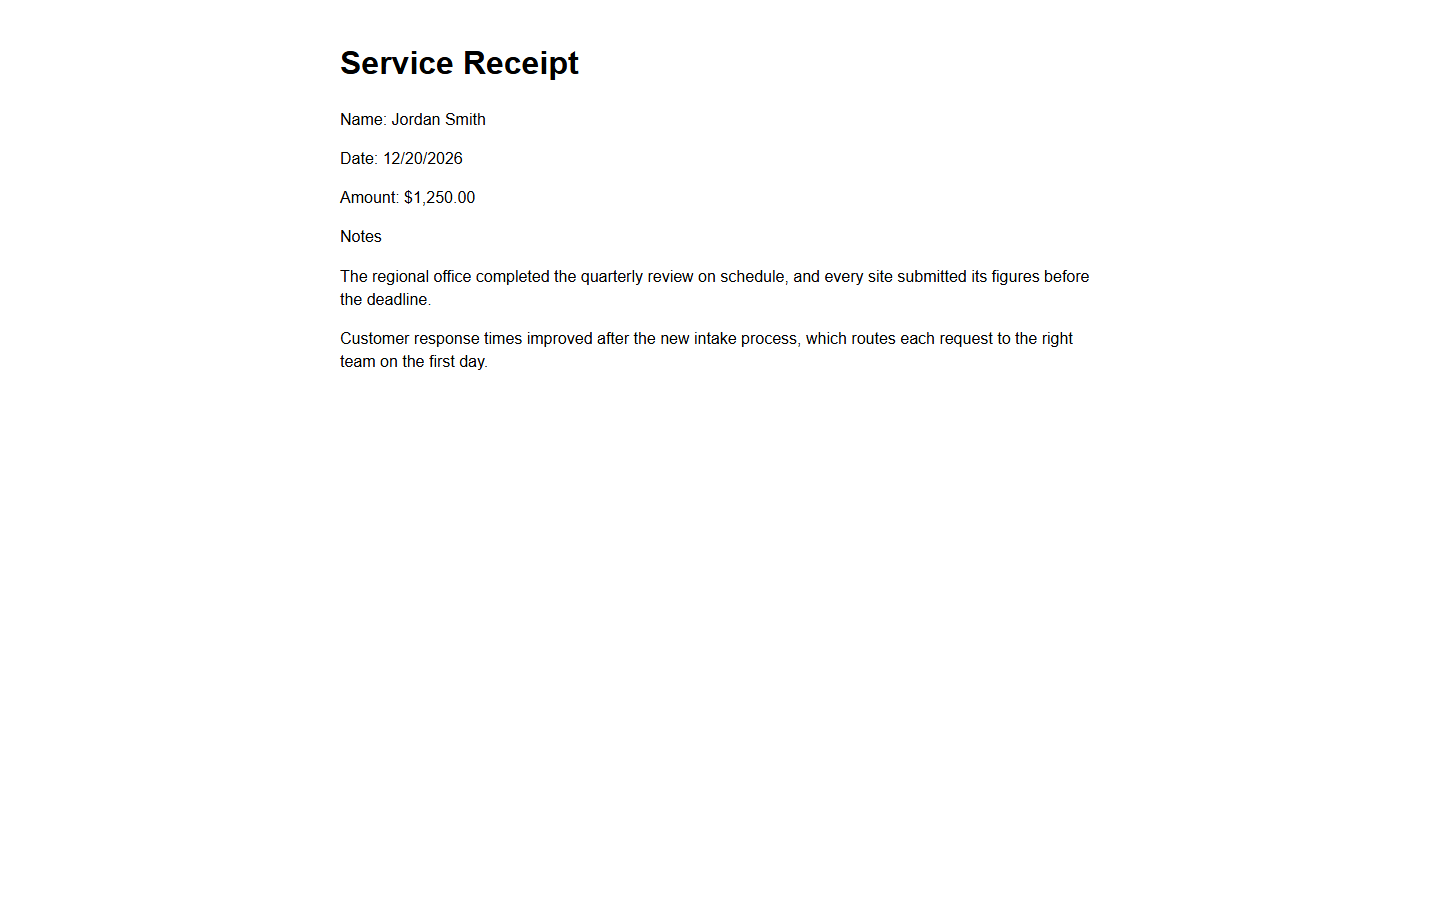 Service Receipt
Name: Jordan Smith
Date: 12/20/2026
Amount: $1,250.00
Notes
The regional office completed the quarterly review on schedule, and every site submitted its figures before
the deadline.
Customer response times improved after the new intake process, which routes each request to the right
team on the first day.